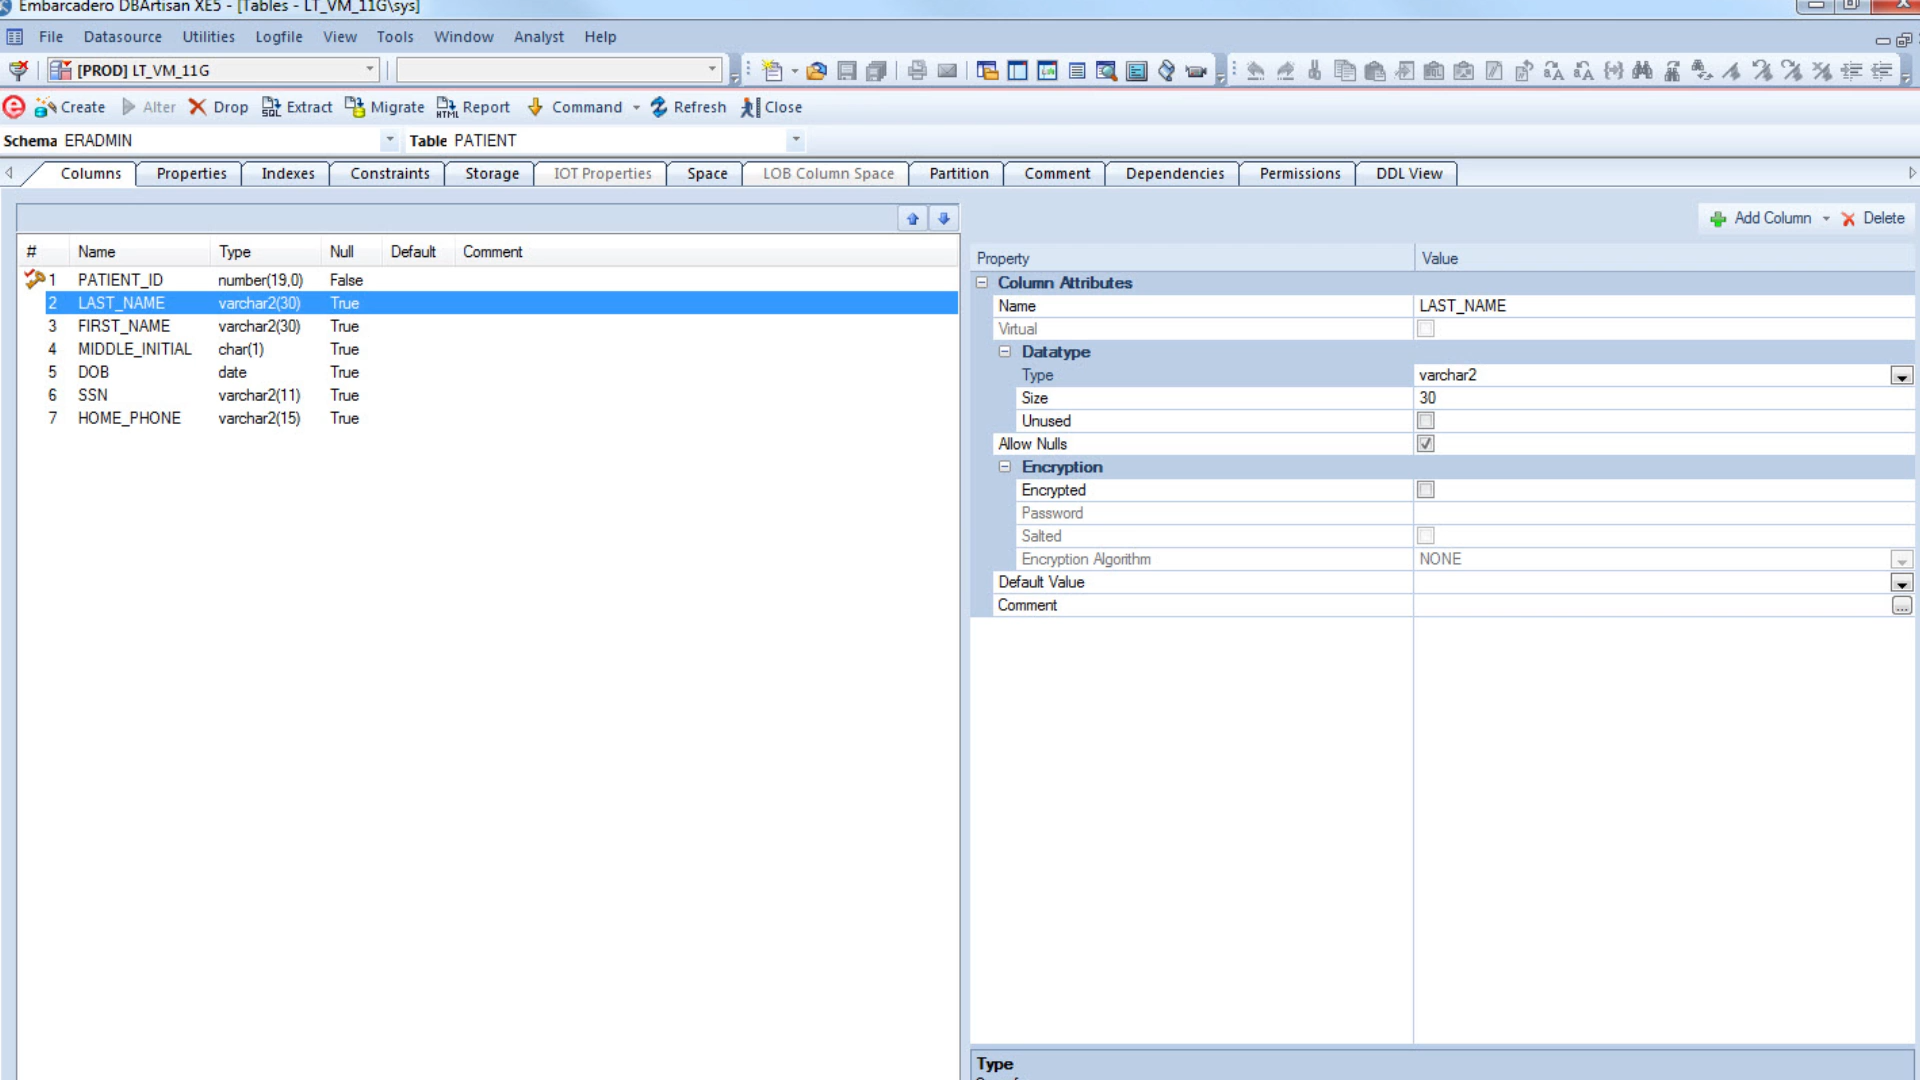 Embarcadero DBArtisan XE5 - [Tables - LT_VM_11G\sys]
File Datasource Utilities Logfile View Tools Window Analyst Help
[PROD] LT_VM_11G
Create Alter Drop Extract Migrate Report Command Refresh Close
Schema ERADMIN Table PATIENT
Columns Properties Indexes Constraints Storage IOT Properties Space LOB Column Space Partition Comment Dependencies Permissions DDL View
Add Column Delete
# Name Type Null Default Comment
1 PATIENT_ID number(19,0) False
2 LAST_NAME varchar2(30) True
3 FIRST_NAME varchar2(30) True
4 MIDDLE_INITIAL char(1) True
5 DOB date True
6 SSN varchar2(11) True
7 HOME_PHONE varchar2(15) True
Property Value
Column Attributes
Name LAST_NAME
Virtual
Datatype
Type varchar2
Size 30
Unused
Allow Nulls
Encryption
Encrypted
Password
Salted
Encryption Algorithm NONE
Default Value
Comment ...
Type